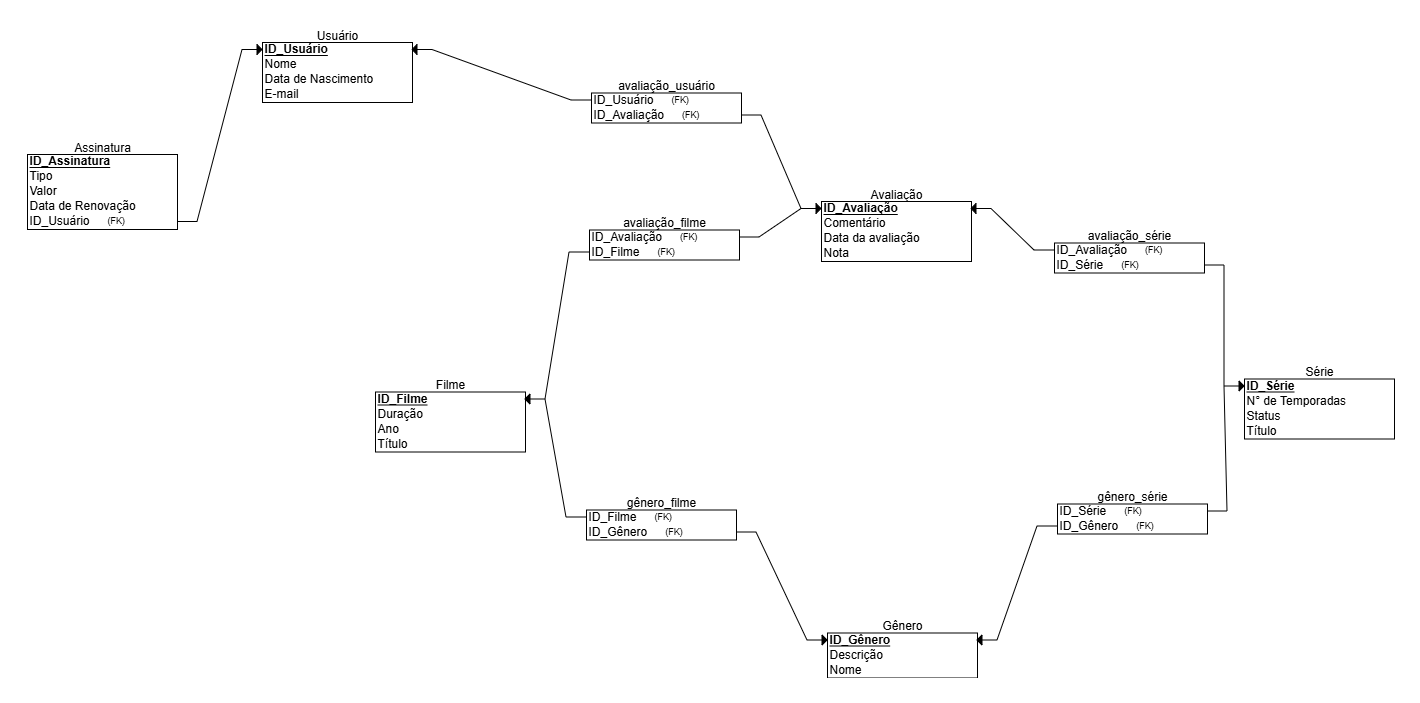 Usuário
ID_Usuário
Nome
Data de Nascimento
E-mail
avaliação_usuário
ID_Usuário (FK)
ID_Avaliação (FK)
Assinatura
ID_Assinatura
Tipo
Valor
Data de Renovação
ID_Usuário (FK)
Avaliação
ID_Avaliação
Comentário
Data da avaliação
Nota
avaliação_filme
ID_Avaliação (FK)
ID_Filme (FK)
avaliação_série
ID_Avaliação (FK)
ID_Série (FK)
Filme
ID_Filme
Duração
Ano
Título
Série
ID_Série
N° de Temporadas
Status
Título
gênero_filme
ID_Filme (FK)
ID_Gênero (FK)
gênero_série
ID_Série (FK)
ID_Gênero (FK)
Gênero
ID_Gênero
Descrição
Nome